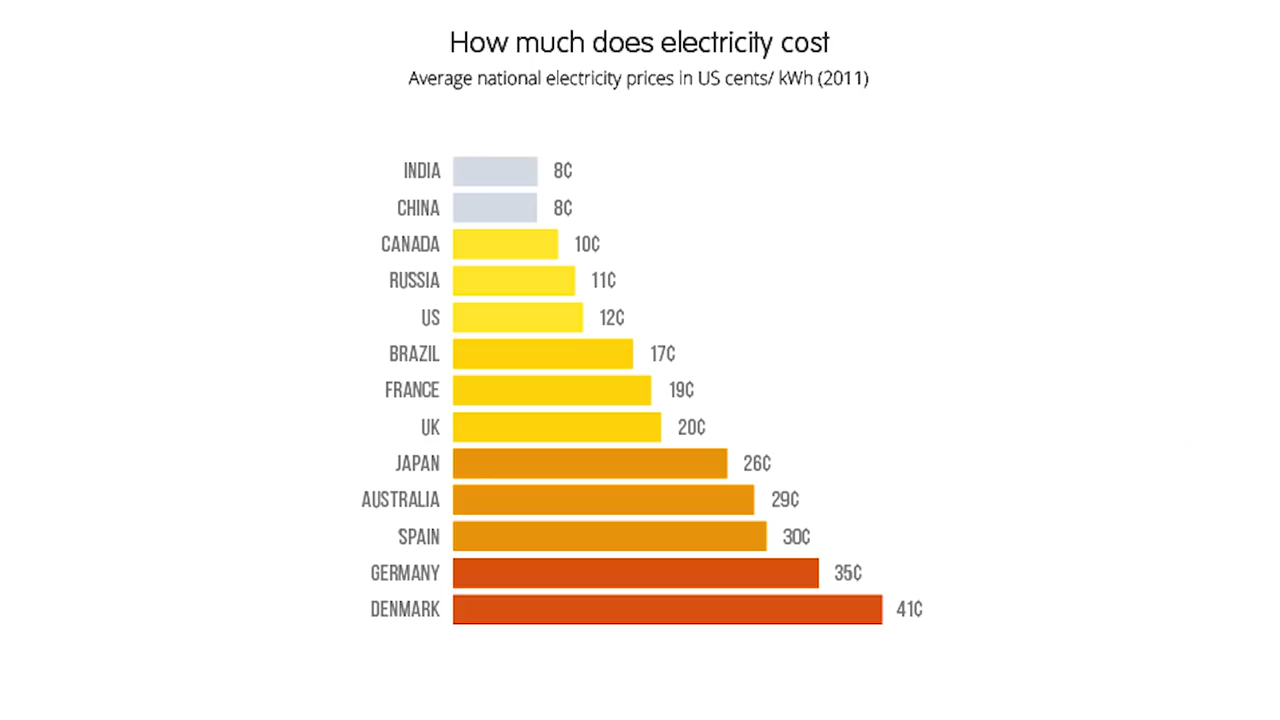 How much does electricity cost
Average national electricity prices in US cents/ kWh (2011)
INDIA 8¢
CHINA 8¢
CANADA 10¢
RUSSIA 11¢
US 12¢
BRAZIL 17¢
FRANCE 19¢
UK 20¢
JAPAN 26¢
AUSTRALIA 29¢
SPAIN 30¢
GERMANY 35¢
DENMARK 41¢